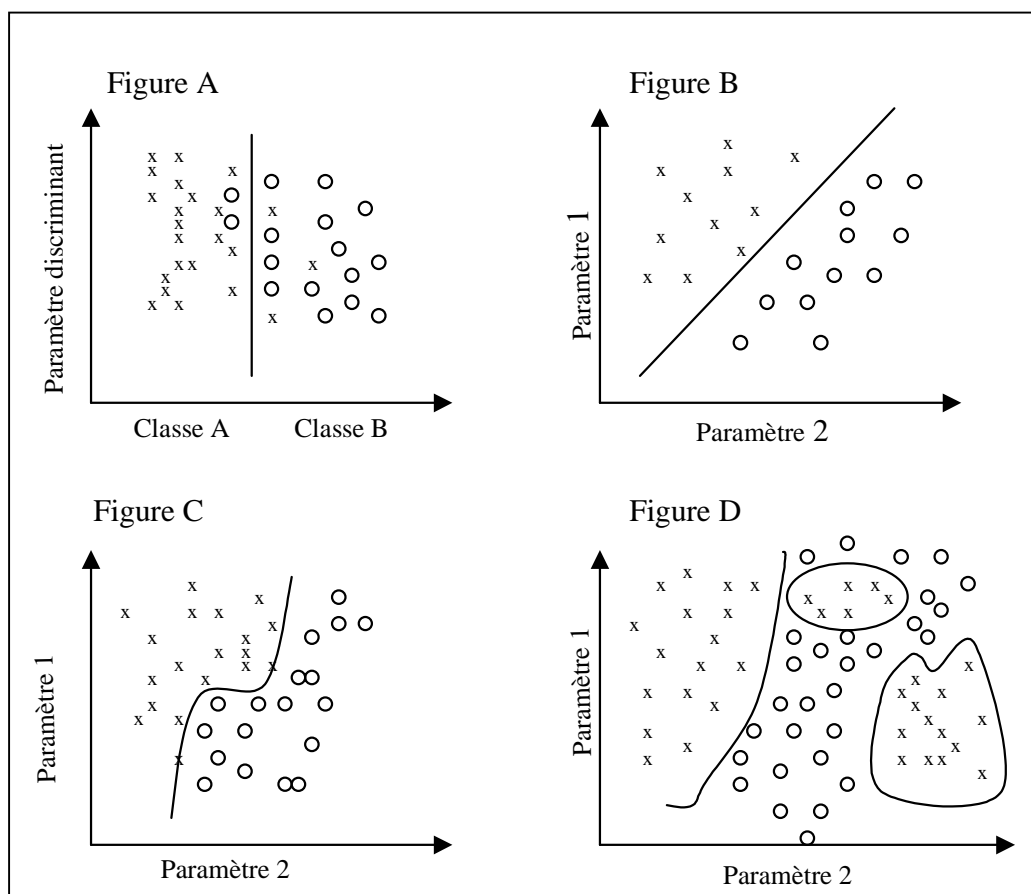 Figure A
Paramètre discriminant
Classe A
Classe B
Figure B
Paramètre 1
Paramètre 2
Figure C
Paramètre 1
Paramètre 2
Figure D
Paramètre 1
Paramètre 2